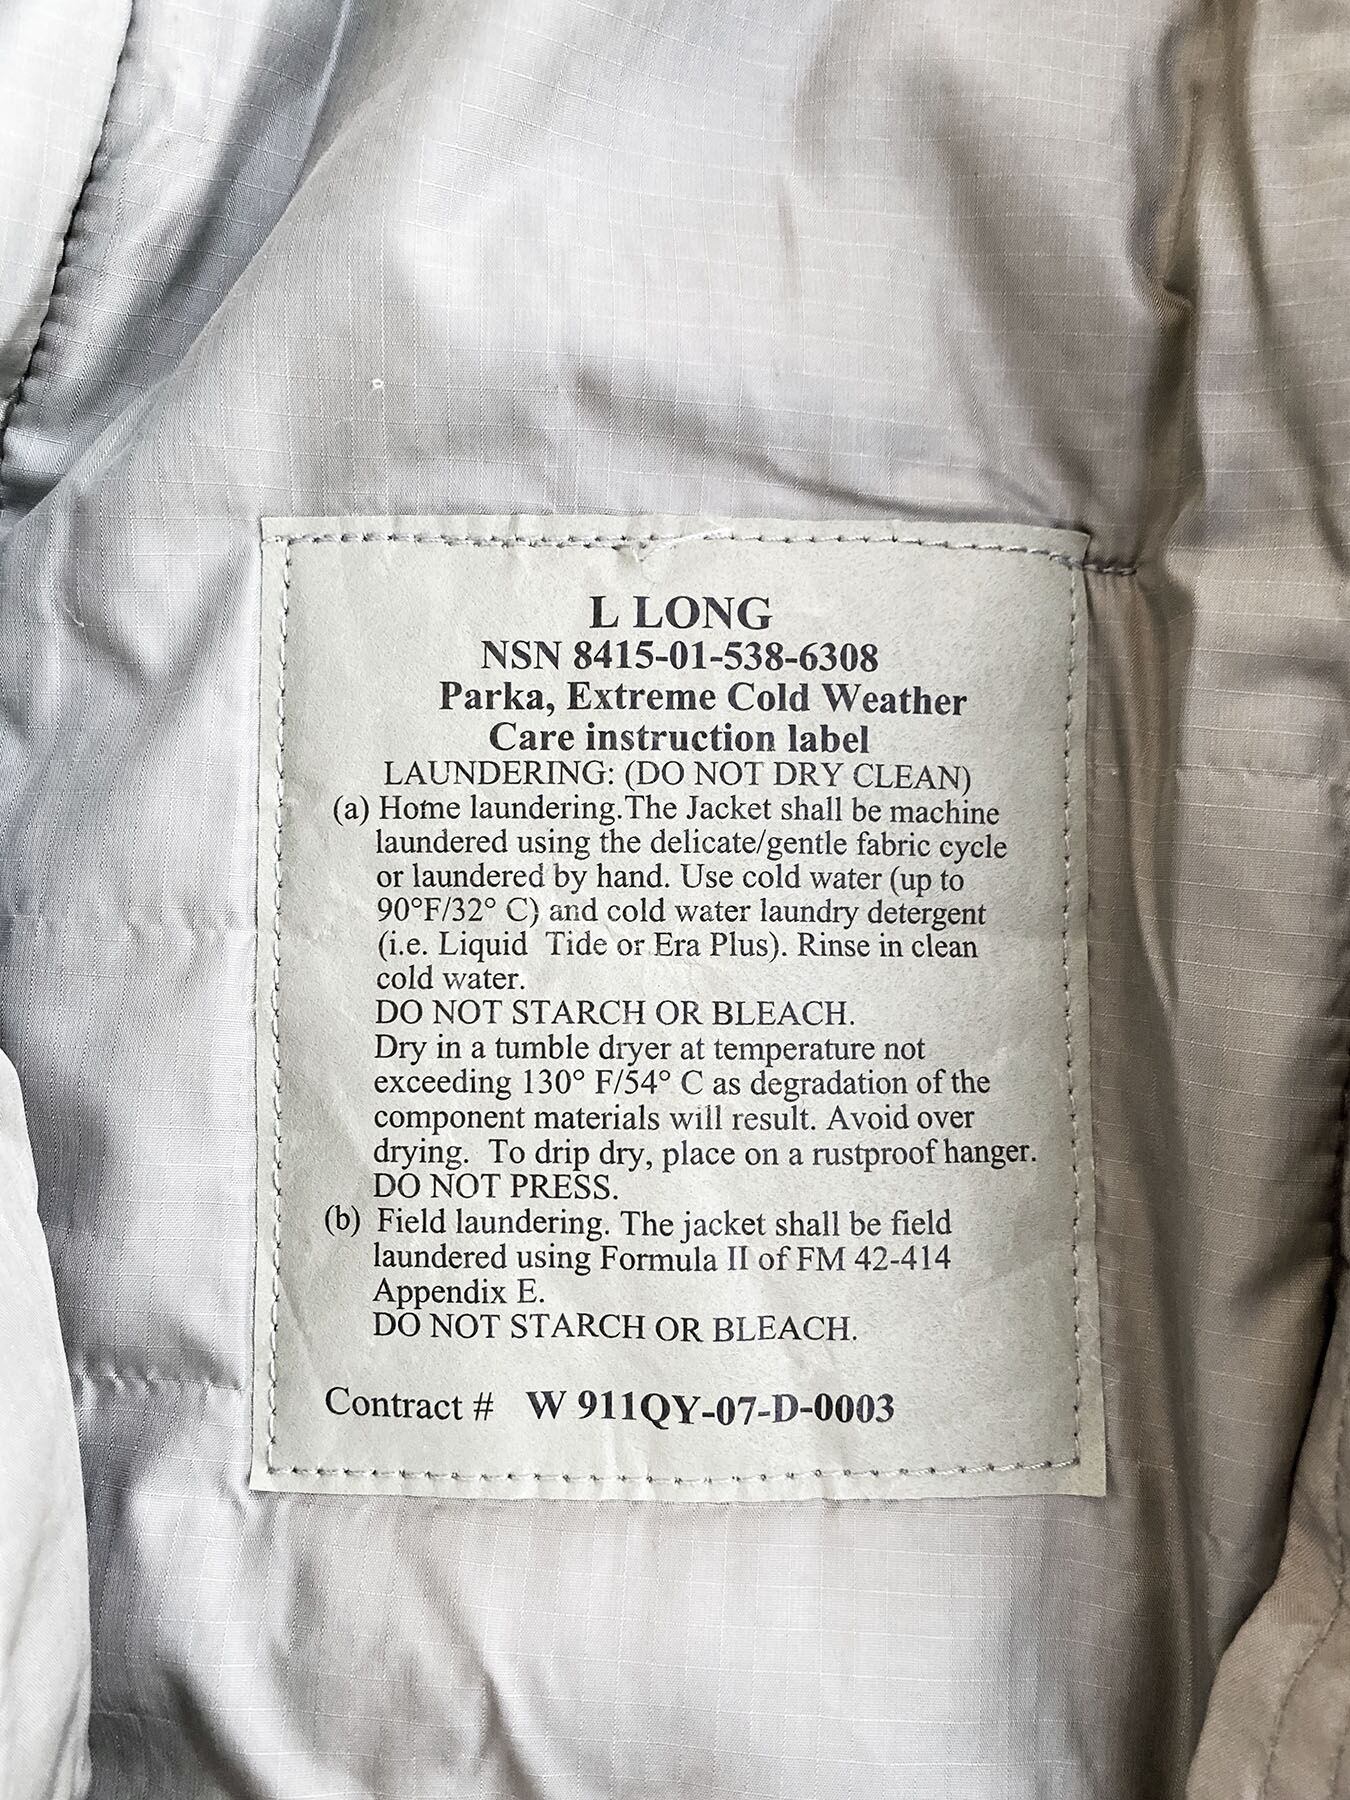 L LONG
NSN 8415-01-538-6308
Parka, Extreme Cold Weather
Care instruction label
LAUNDERING: (DO NOT DRY CLEAN)
(a) Home laundering.The Jacket shall be machine
laundered using the delicate/gentle fabric cycle
or laundered by hand. Use cold water (up to
90°F/32° C) and cold water laundry detergent
(i.e. Liquid Tide or Era Plus). Rinse in clean
cold water.
DO NOT STARCH OR BLEACH.
Dry in a tumble dryer at temperature not
exceeding 130° F/54° C as degradation of the
component materials will result. Avoid over
drying. To drip dry, place on a rustproof hanger.
DO NOT PRESS.
(b) Field laundering. The jacket shall be field
laundered using Formula II of FM 42-414
Appendix E.
DO NOT STARCH OR BLEACH.
Contract # W 911QY-07-D-0003